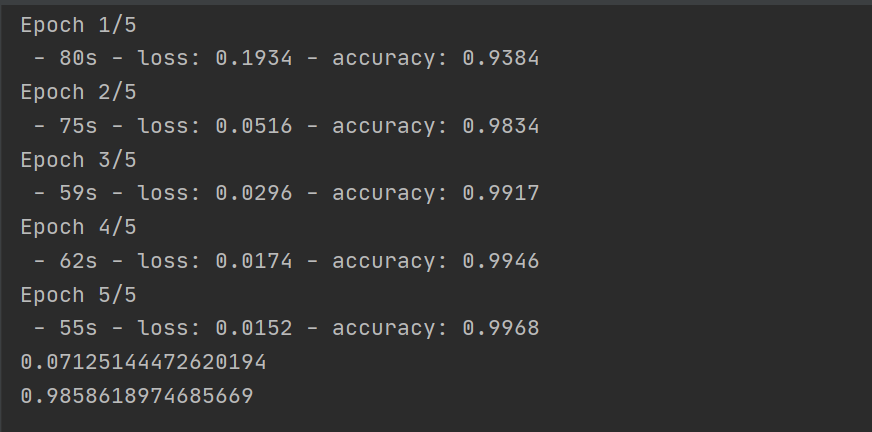 Epoch 1/5
- 80s - loss: 0.1934 - accuracy: 0.9384
Epoch 2/5
- 75s - loss: 0.0516 - accuracy: 0.9834
Epoch 3/5
- 59s - loss: 0.0296 - accuracy: 0.9917
Epoch 4/5
- 62s - loss: 0.0174 - accuracy: 0.9946
Epoch 5/5
- 55s - loss: 0.0152 - accuracy: 0.9968
0.07125144472620194
0.9858618974685669